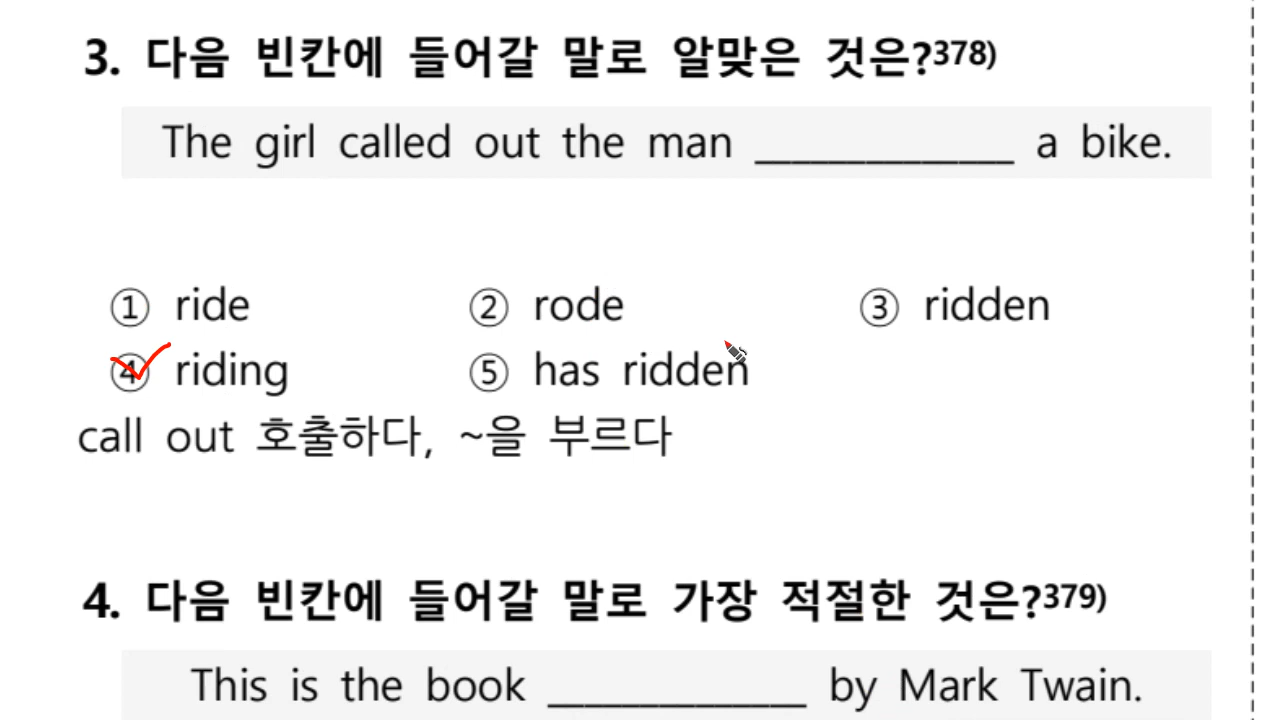 3. 다음 빈칸에 들어갈 말로 알맞은 것은?378)
The girl called out the man ______________ a bike.
① ride ② rode ③ ridden
④ riding ⑤ has ridden
call out 호출하다, ~을 부르다
4. 다음 빈칸에 들어갈 말로 가장 적절한 것은?379)
This is the book ______________ by Mark Twain.